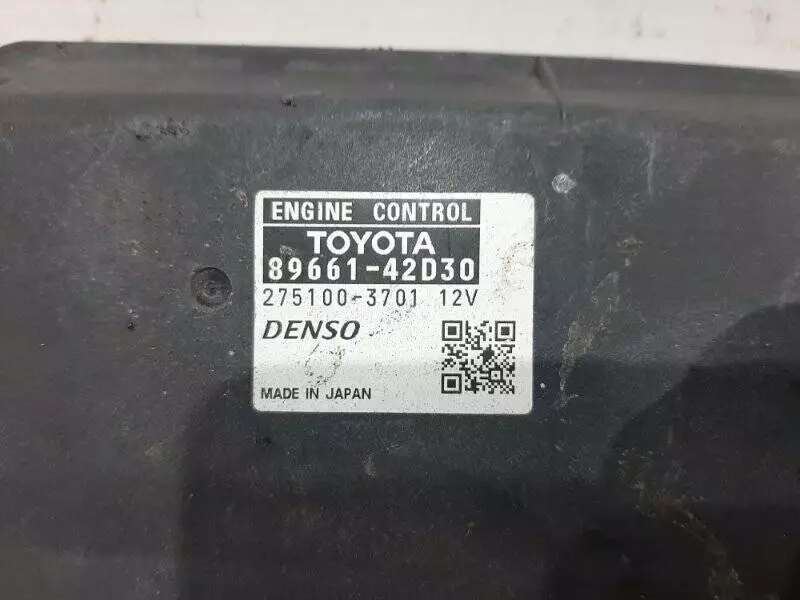 ENGINE CONTROL
TOYOTA
89661-42D30
275100-3701 12V
DENSO
MADE IN JAPAN